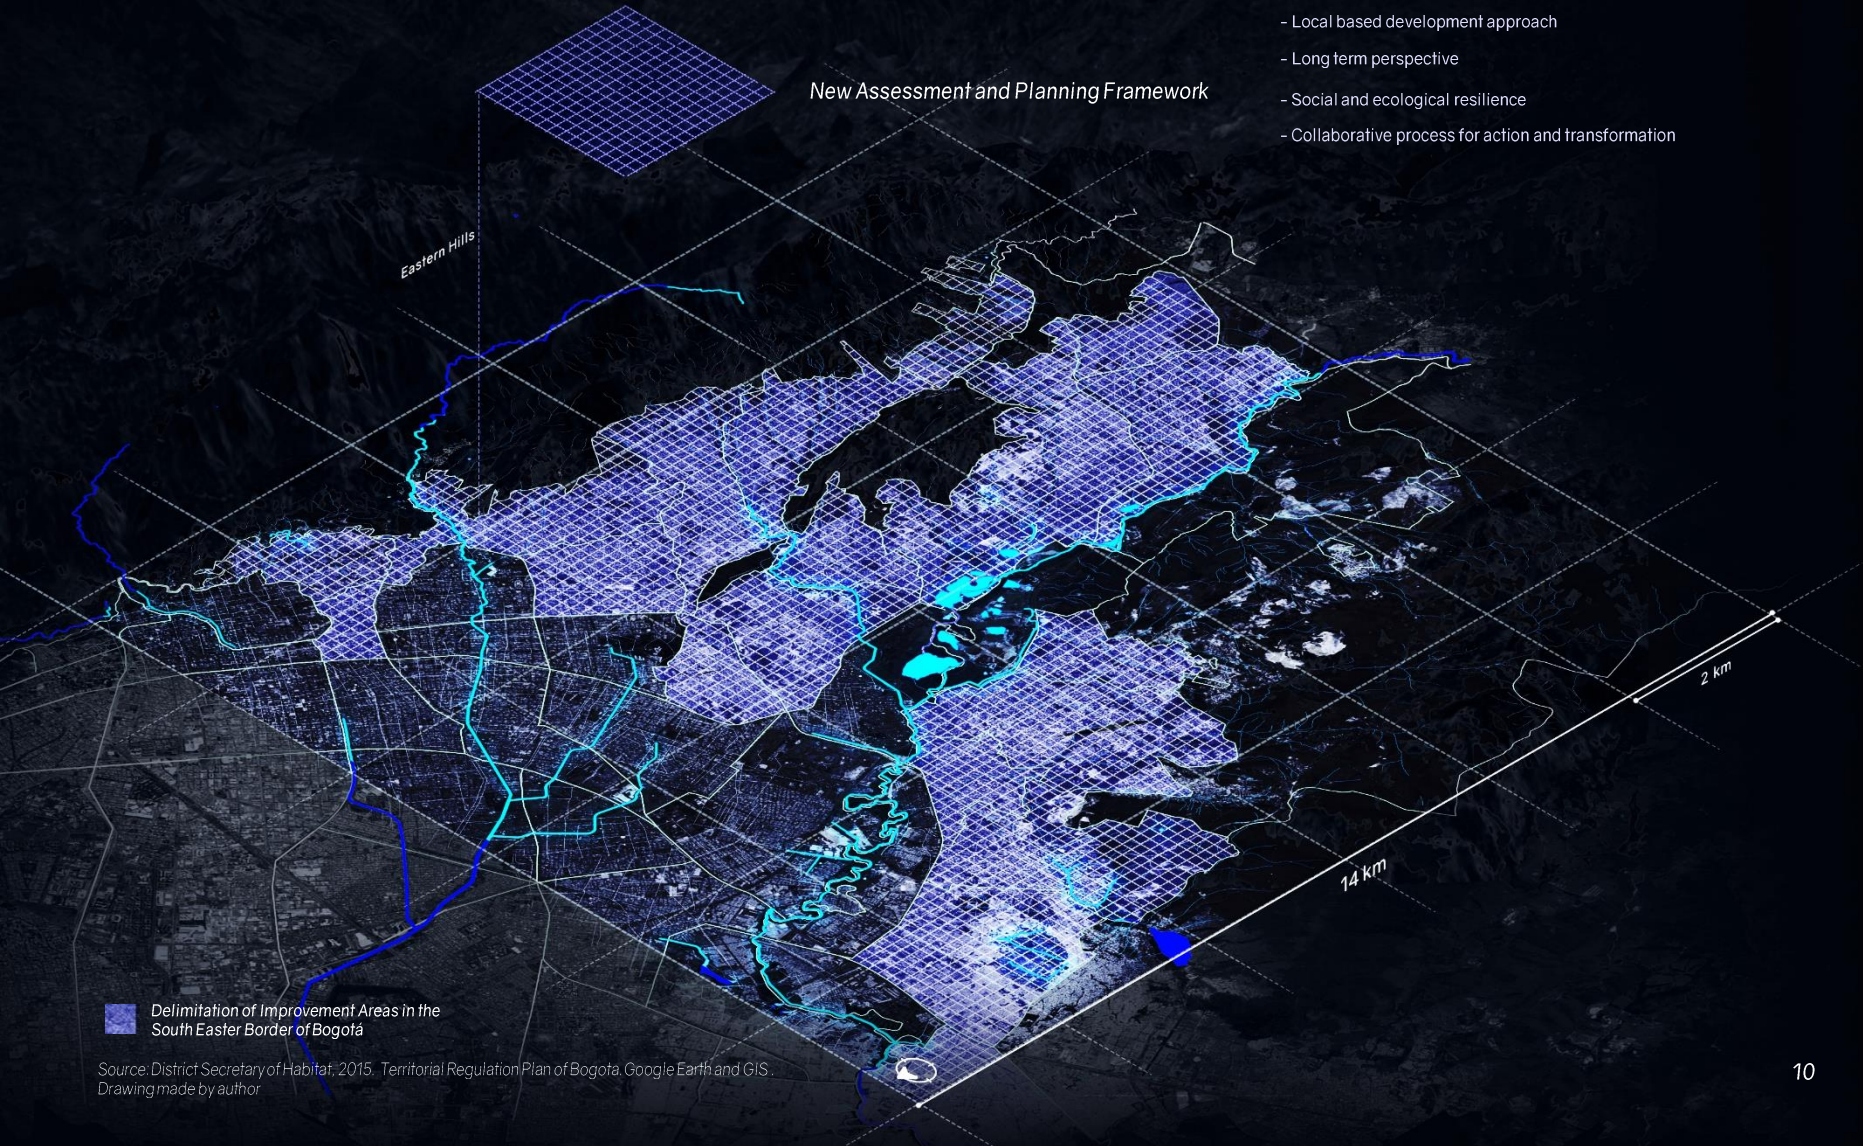 - Local based development approach
- Long term perspective
New Assessment and Planning Framework
- Social and ecological resilience
- Collaborative process for action and transformation
Eastern Hills
2 km
14 km
Delimitation of Improvement Areas in the
South Easter Border of Bogotá
Source: District Secretary of Habitat, 2015. Territorial Regulation Plan of Bogota. Google Earth and GIS .
Drawing made by author
10